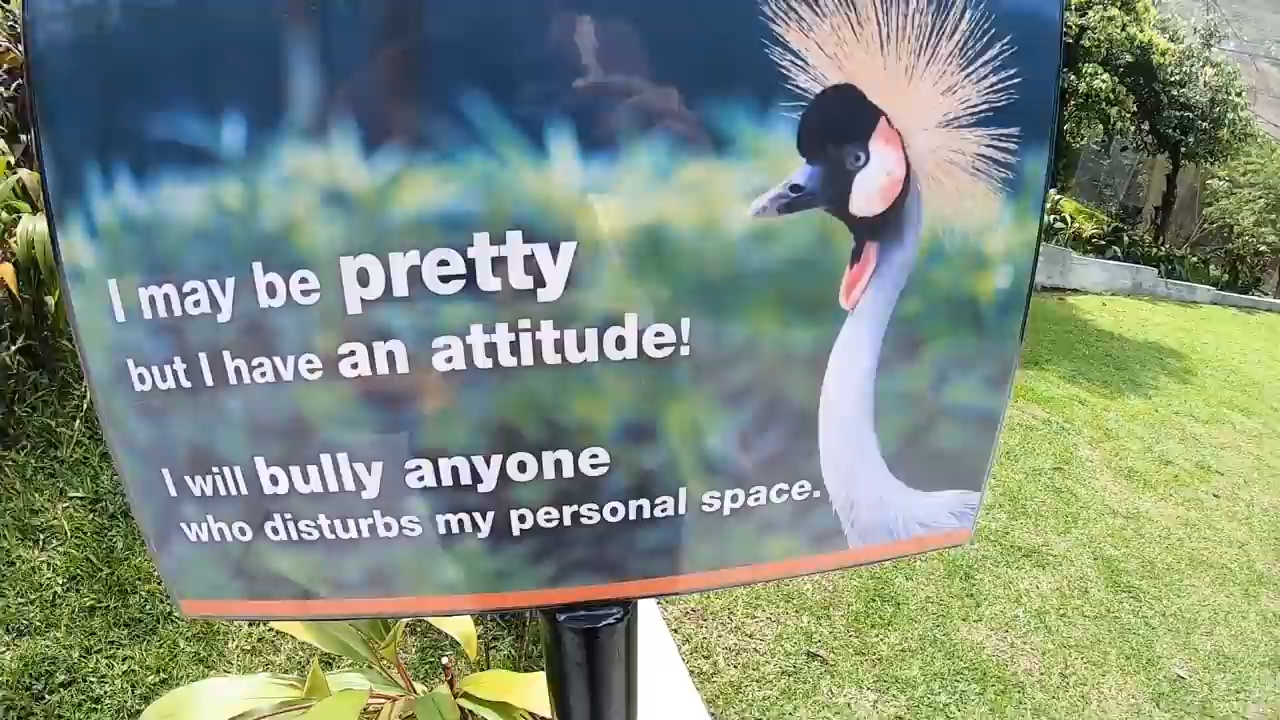 I may be pretty
but I have an attitude!
I will bully anyone
who disturbs my personal space.